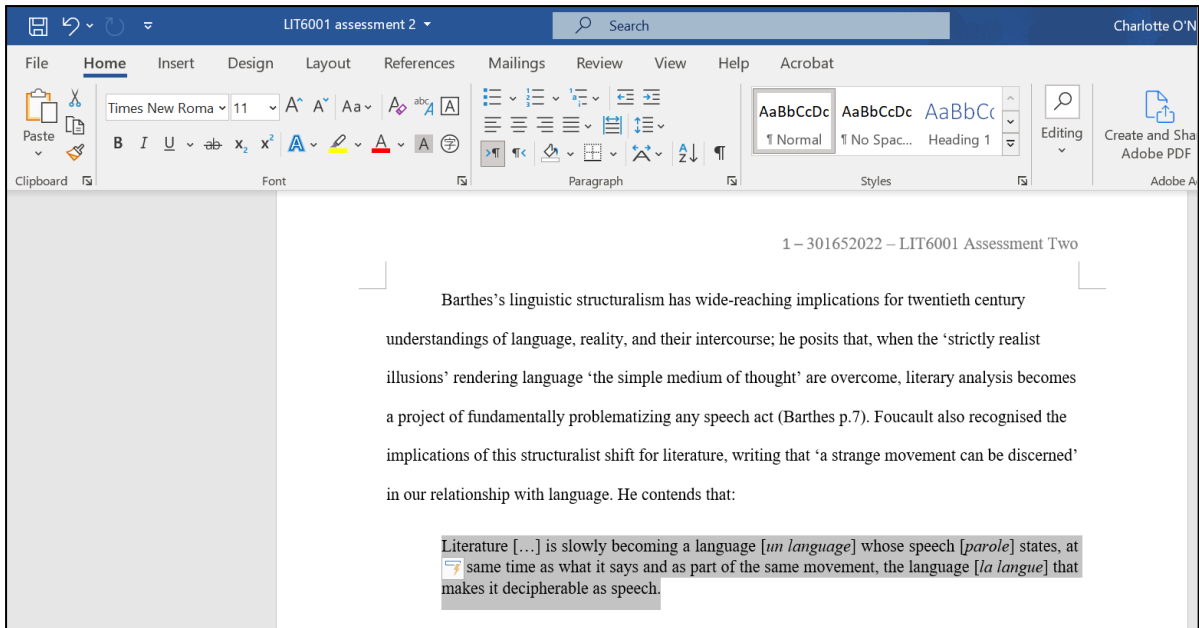 LIT6001 assessment 2
Search
Charlotte O'N
File Home Insert Design Layout References Mailings Review View Help Acrobat
Times New Roma 11 A^ A˅ Aa A abc A A
Paste
B I U ab x₂ x² A A A 字
AaBbCcDc AaBbCcDc AaBbCc
¶ Normal ¶ No Spac... Heading 1
Editing
Create and Shar
Adobe PDF
Clipboard Font Paragraph Styles Adobe A
1 – 301652022 – LIT6001 Assessment Two
Barthes’s linguistic structuralism has wide-reaching implications for twentieth century
understandings of language, reality, and their intercourse; he posits that, when the ‘strictly realist
illusions’ rendering language ‘the simple medium of thought’ are overcome, literary analysis becomes
a project of fundamentally problematizing any speech act (Barthes p.7). Foucault also recognised the
implications of this structuralist shift for literature, writing that ‘a strange movement can be discerned’
in our relationship with language. He contends that:
Literature […] is slowly becoming a language [un language] whose speech [parole] states, at
same time as what it says and as part of the same movement, the language [la langue] that
makes it decipherable as speech.